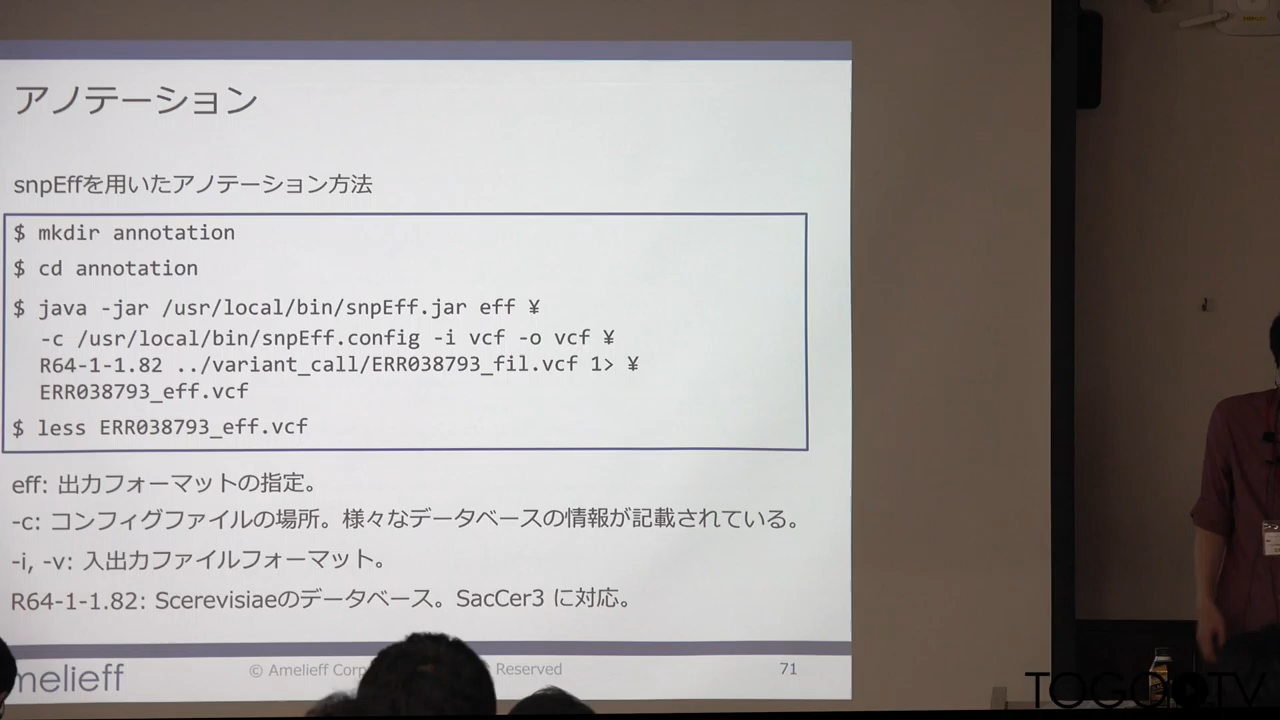 アノテーション
snpEffを用いたアノテーション方法
$ mkdir annotation
$ cd annotation
$ java -jar /usr/local/bin/snpEff.jar eff ¥
-c /usr/local/bin/snpEff.config -i vcf -o vcf ¥
R64-1-1.82 ../variant_call/ERR038793_fil.vcf 1> ¥
ERR038793_eff.vcf
$ less ERR038793_eff.vcf
eff: 出力フォーマットの指定。
-c: コンフィグファイルの場所。様々なデータベースの情報が記載されている。
-i, -v: 入出力ファイルフォーマット。
R64-1-1.82: Scerevisiaeのデータベース。SacCer3 に対応。
melieff
© Amelieff Corp Reserved
71
TOGO TV